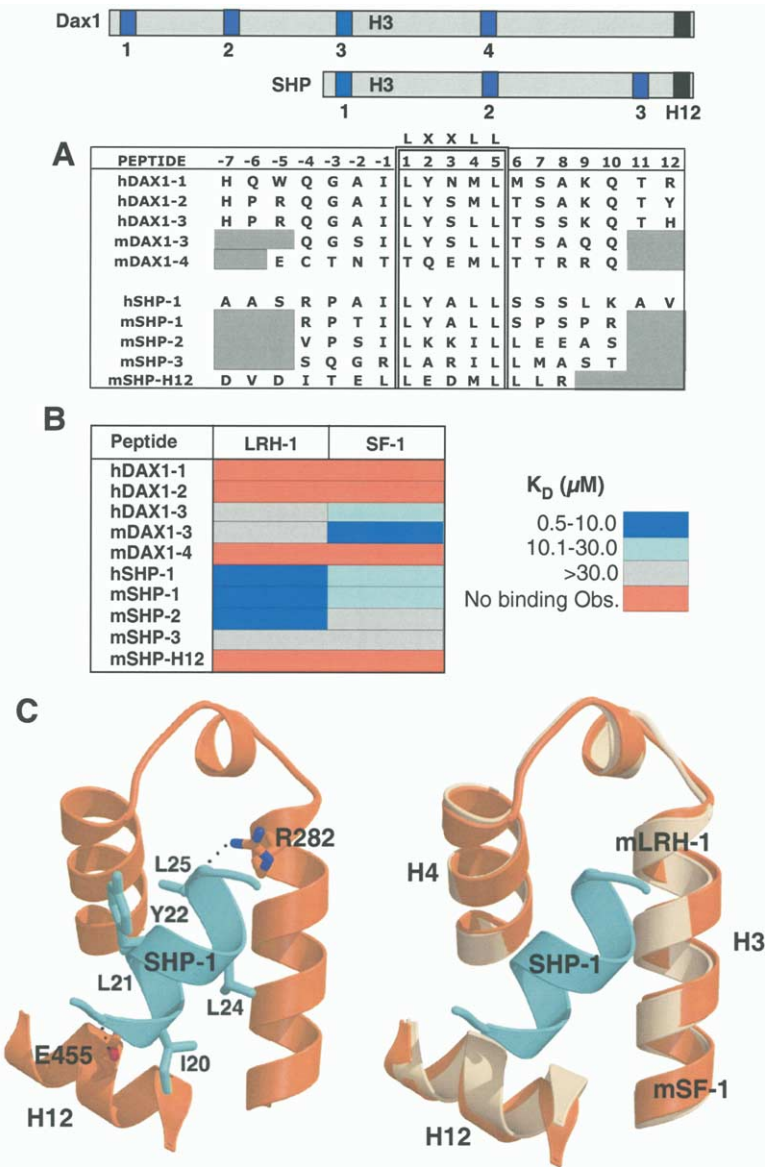 Dax1 H3
1 2 3 4
SHP H3
1 2 3 H12
L X X L L
A
PEPTIDE -7 -6 -5 -4 -3 -2 -1 1 2 3 4 5 6 7 8 9 10 11 12
hDAX1-1 H Q W Q G A I L Y N M L M S A K Q T R
hDAX1-2 H P R Q G A I L Y S M L T S A K Q T Y
hDAX1-3 H P R Q G A I L Y S L L T S S K Q T H
mDAX1-3 Q G S I L Y S L L T S A Q Q
mDAX1-4 E C T N T T Q E M L T T R R Q
hSHP-1 A A S R P A I L Y A L L S S S L K A V
mSHP-1 R P T I L Y A L L S P S P R
mSHP-2 V P S I L K K I L L E E A S
mSHP-3 S Q G R L A R I L L M A S T
mSHP-H12 D V D I T E L L E D M L L L R
B
Peptide LRH-1 SF-1
hDAX1-1
hDAX1-2
hDAX1-3
mDAX1-3
mDAX1-4
hSHP-1
mSHP-1
mSHP-2
mSHP-3
mSHP-H12
KD (µM)
0.5-10.0
10.1-30.0
>30.0
No binding Obs.
C
R282
L25
Y22
SHP-1
L21
L24
E455
I20
H12
mLRH-1
H4
H3
SHP-1
mSF-1
H12